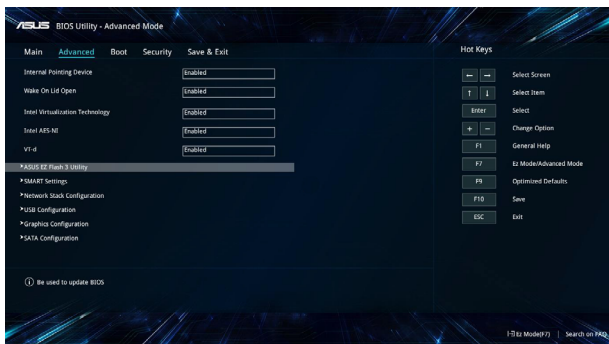 ASUS BIOS Utility - Advanced Mode
Main Advanced Boot Security Save & Exit
Internal Pointing Device Enabled
Wake On Lid Open Enabled
Intel Virtualization Technology Enabled
Intel AES-NI Enabled
VT-d Enabled
ASUS EZ Flash 3 Utility
SMART Settings
Network Stack Configuration
USB Configuration
Graphics Configuration
SATA Configuration
Be used to update BIOS
Hot Keys
← → Select Screen
↑ ↓ Select Item
Enter Select
+ - Change Option
F1 General Help
F7 Ez Mode/Advanced Mode
F9 Optimized Defaults
F10 Save
ESC Exit
Ez Mode(F7) | Search on FAQ